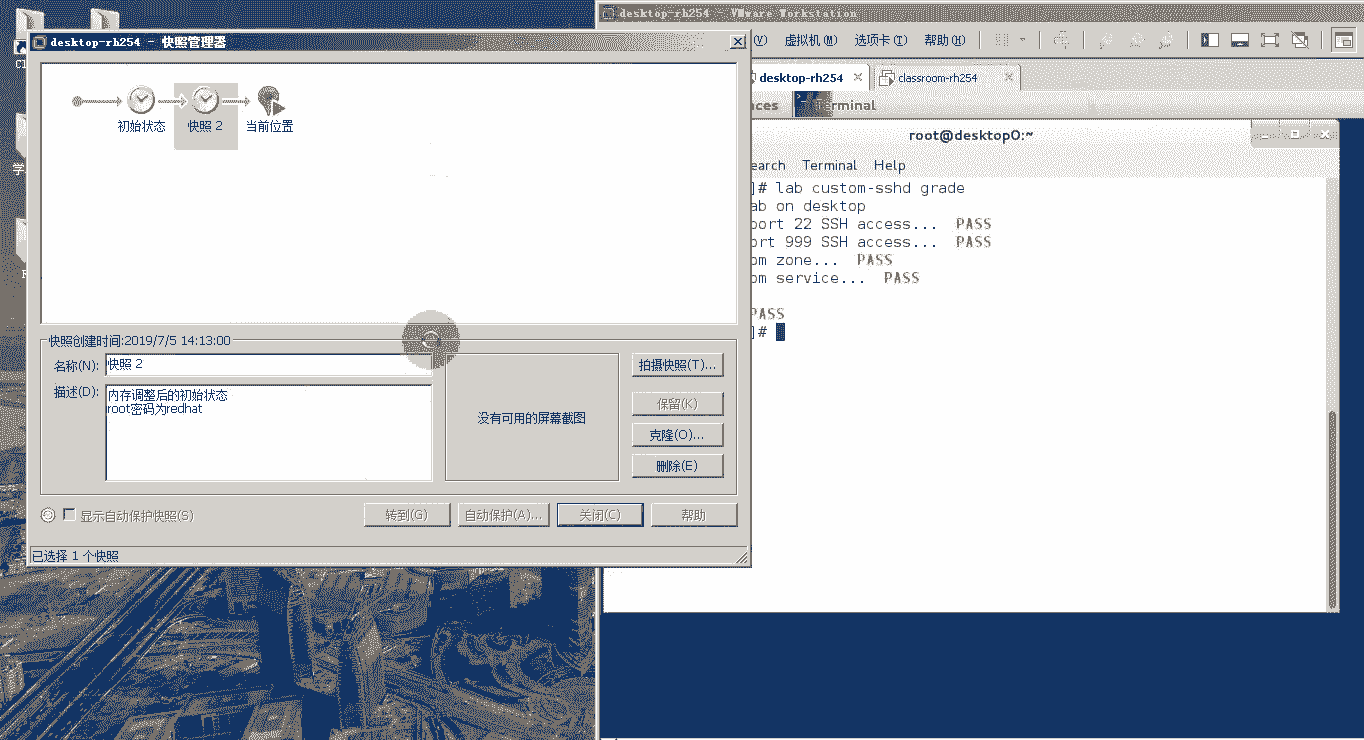 desktop-rh254 - 快照管理器
初始状态
快照 2
当前位置
快照创建时间:2019/7/5 14:13:00
名称(N):
快照 2
描述(D):
内存调整后的初始状态
root密码为redhat
没有可用的屏幕截图
拍摄快照(T)...
保留(K)
克隆(O)...
删除(E)
显示自动保护快照(S)
转到(G)
自动保护(A)...
关闭(C)
帮助
已选择 1 个快照
desktop-rh254 - VMware Workstation
(V) 虚拟机(M) 选项卡(T) 帮助(H)
desktop-rh254
classroom-rh254
Terminal
root@desktop0:~
Terminal Help
]# lab custom-sshd grade
on desktop
22 SSH access... PASS
999 SSH access... PASS
zone... PASS
service... PASS
PASS
]#